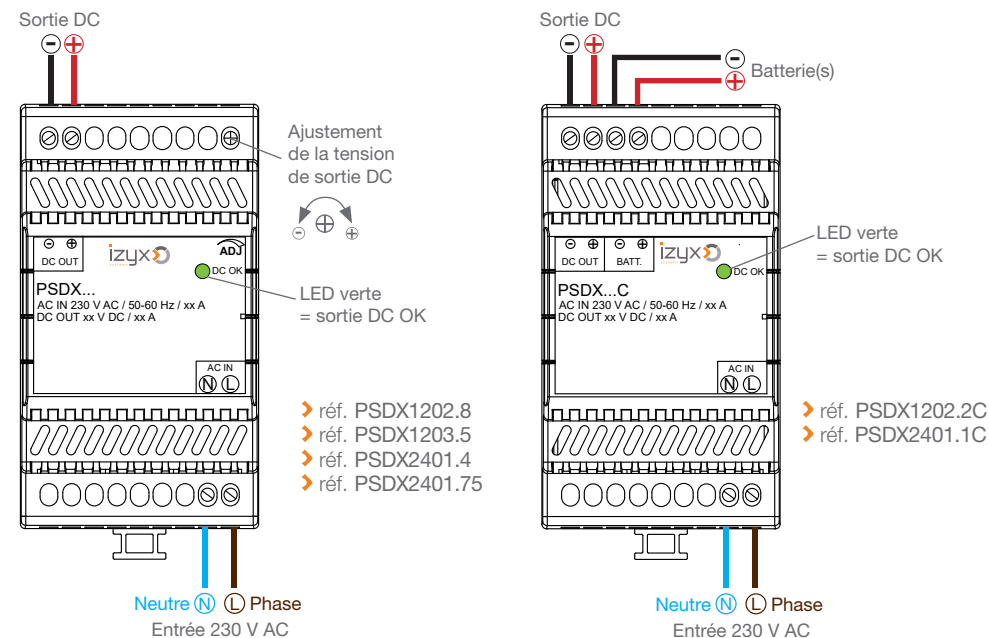 Sortie DC
Ajustement
de la tension
de sortie DC
DC OUT
izyx
ADJ
DC OK
PSDX...
AC IN 230 V AC / 50-60 Hz / xx A
DC OUT xx V DC / xx A
LED verte
= sortie DC OK
AC IN
N L
réf. PSDX1202.8
réf. PSDX1203.5
réf. PSDX2401.4
réf. PSDX2401.75
Neutre N L Phase
Entrée 230 V AC
Sortie DC
Batterie(s)
DC OUT
BATT.
izyx
DC OK
LED verte
= sortie DC OK
PSDX...C
AC IN 230 V AC / 50-60 Hz / xx A
DC OUT xx V DC / xx A
AC IN
N L
réf. PSDX1202.2C
réf. PSDX2401.1C
Neutre N L Phase
Entrée 230 V AC